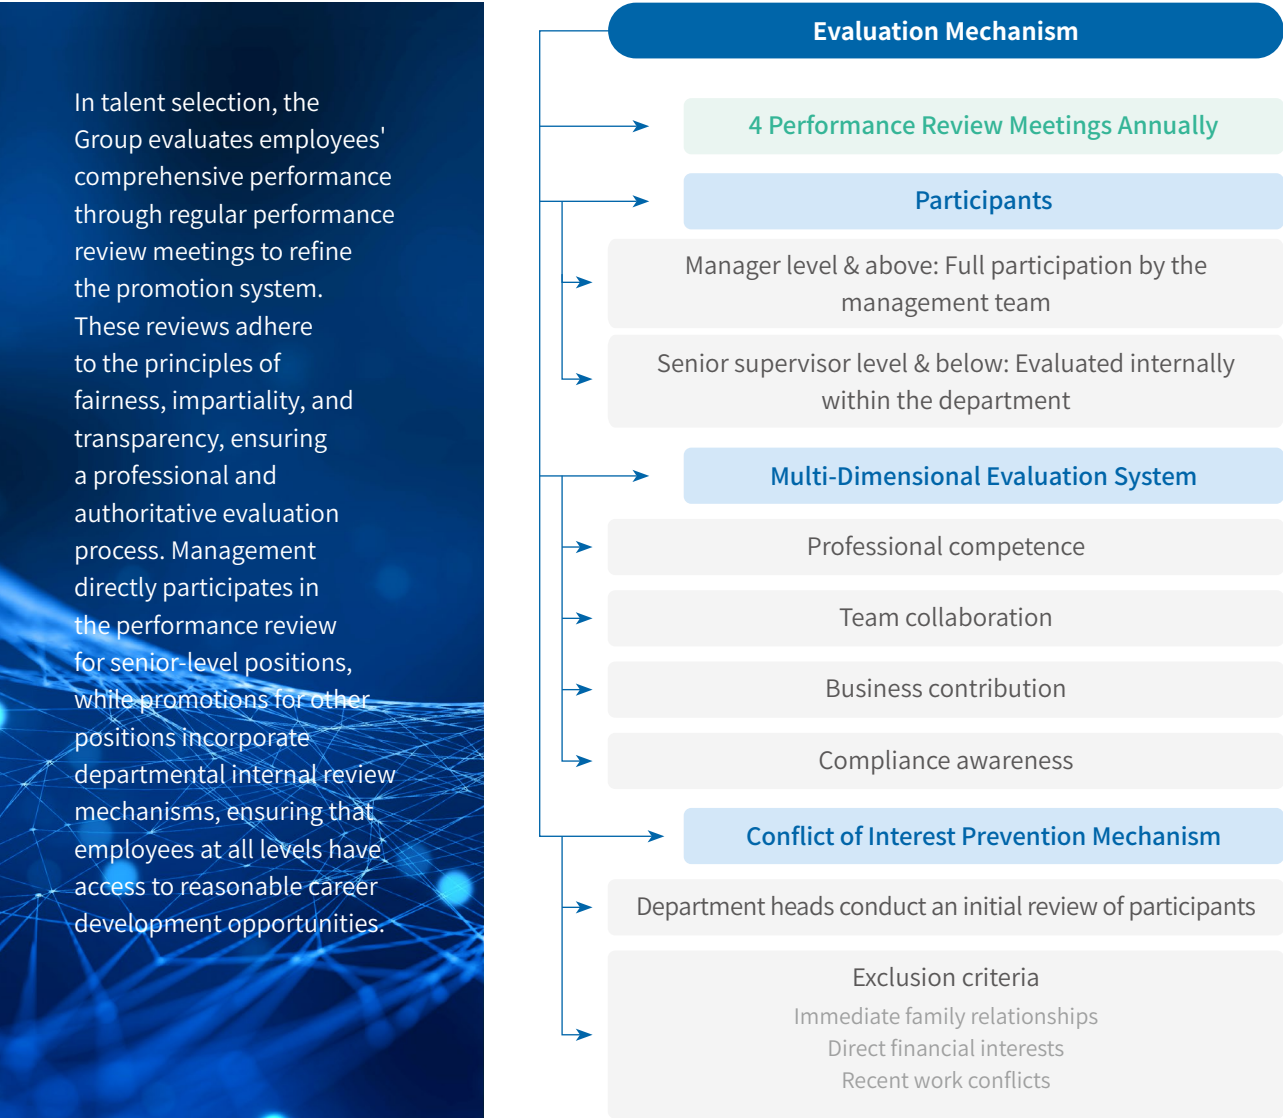 In talent selection, the
Group evaluates employees'
comprehensive performance
through regular performance
review meetings to refine
the promotion system.
These reviews adhere
to the principles of
fairness, impartiality, and
transparency, ensuring
a professional and
authoritative evaluation
process. Management
directly participates in
the performance review
for senior-level positions,
while promotions for other
positions incorporate
departmental internal review
mechanisms, ensuring that
employees at all levels have
access to reasonable career
development opportunities.
Evaluation Mechanism
4 Performance Review Meetings Annually
Participants
Manager level & above: Full participation by the
management team
Senior supervisor level & below: Evaluated internally
within the department
Multi-Dimensional Evaluation System
Professional competence
Team collaboration
Business contribution
Compliance awareness
Conflict of Interest Prevention Mechanism
Department heads conduct an initial review of participants
Exclusion criteria
Immediate family relationships
Direct financial interests
Recent work conflicts